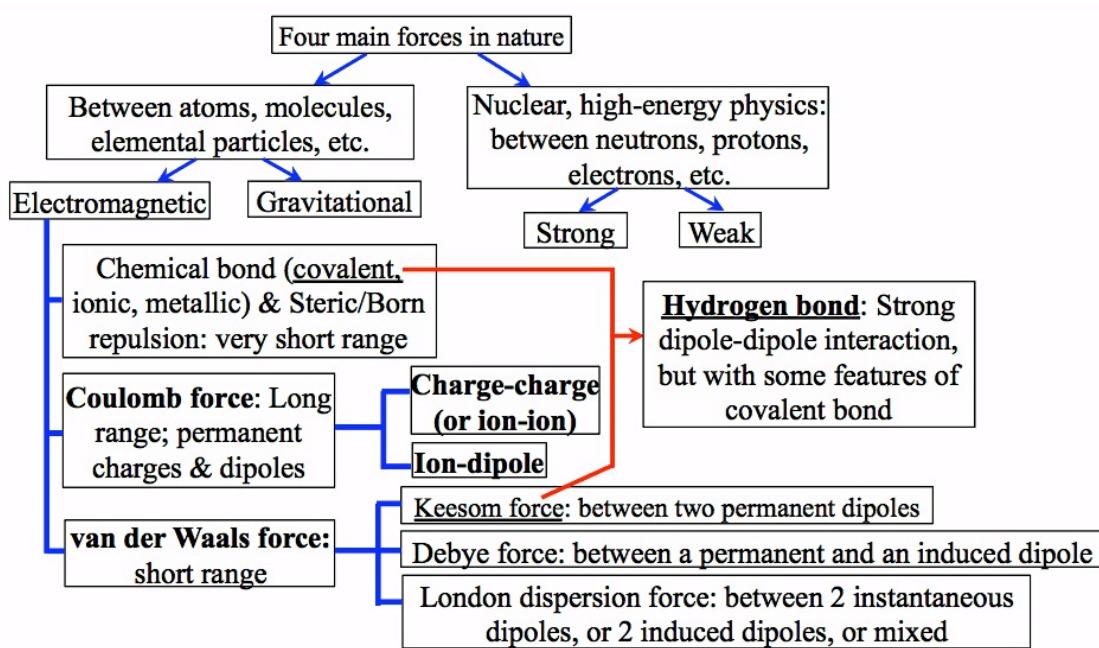 Four main forces in nature
Between atoms, molecules,
elemental particles, etc.
Nuclear, high-energy physics:
between neutrons, protons,
electrons, etc.
Electromagnetic
Gravitational
Strong
Weak
Chemical bond (covalent,
ionic, metallic) & Steric/Born
repulsion: very short range
Hydrogen bond: Strong
dipole-dipole interaction,
but with some features of
covalent bond
Coulomb force: Long
range; permanent
charges & dipoles
Charge-charge
(or ion-ion)
Ion-dipole
van der Waals force:
short range
Keesom force: between two permanent dipoles
Debye force: between a permanent and an induced dipole
London dispersion force: between 2 instantaneous
dipoles, or 2 induced dipoles, or mixed